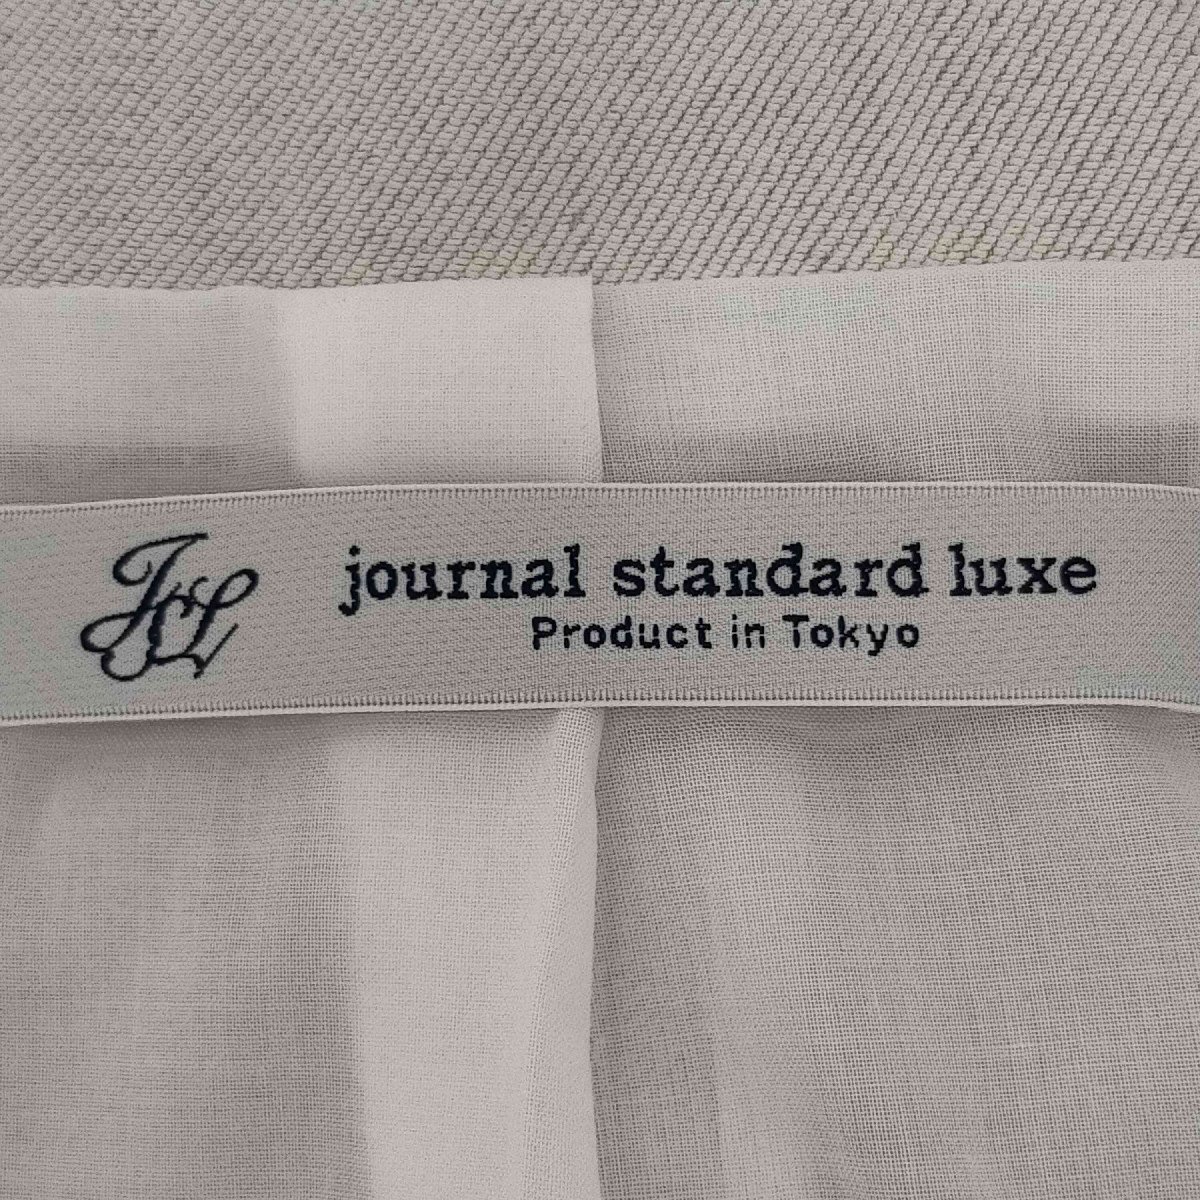 JSL
journal standard luxe
Product in Tokyo